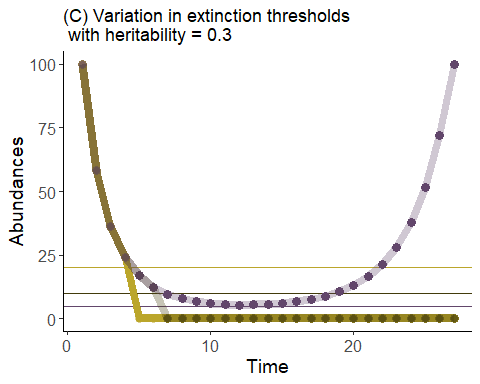 (C) Variation in extinction thresholds
with heritability = 0.3
100
75
50
25
0
Abundances
0
10
20
Time